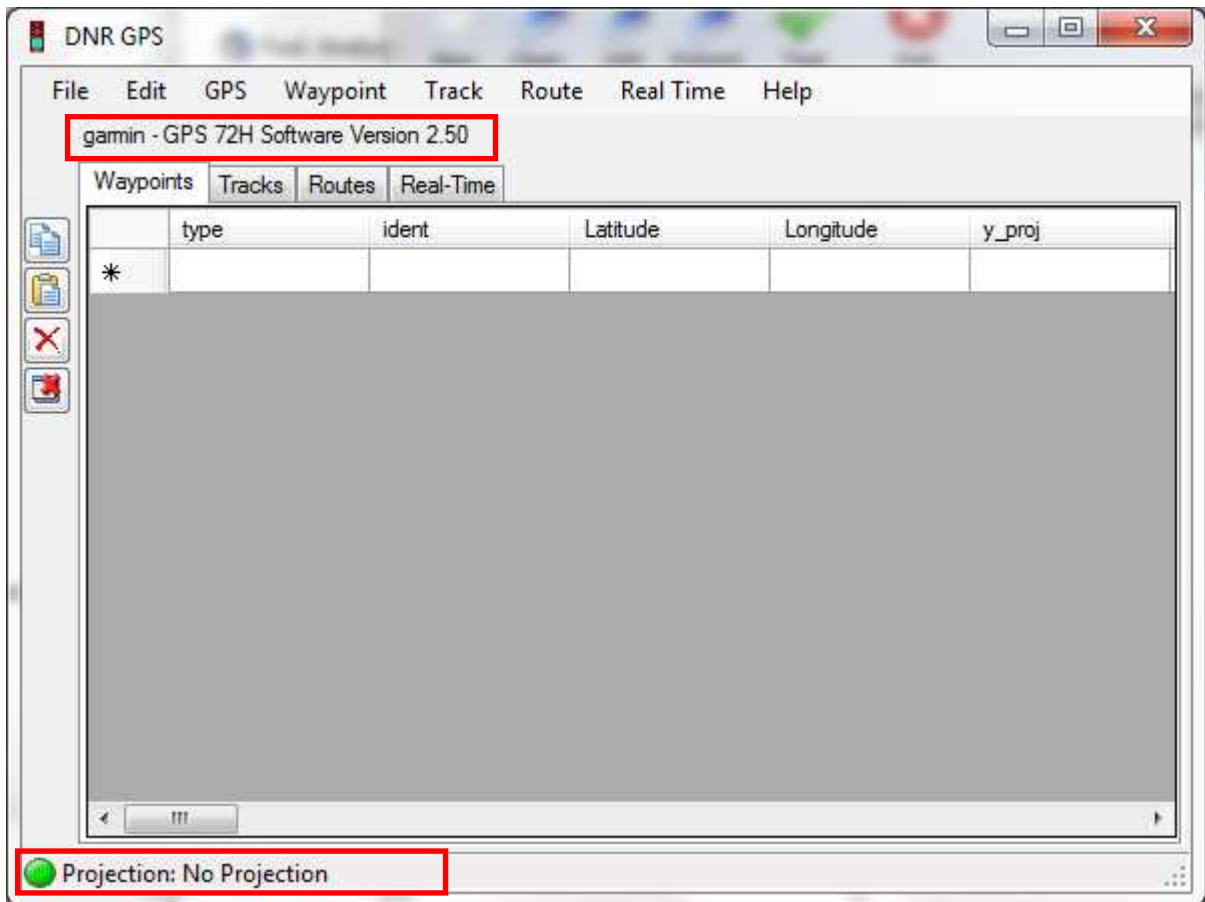 DNR GPS
File Edit GPS Waypoint Track Route Real Time Help
garmin - GPS 72H Software Version 2.50
Waypoints Tracks Routes Real-Time
type ident Latitude Longitude y_proj
*
Projection: No Projection